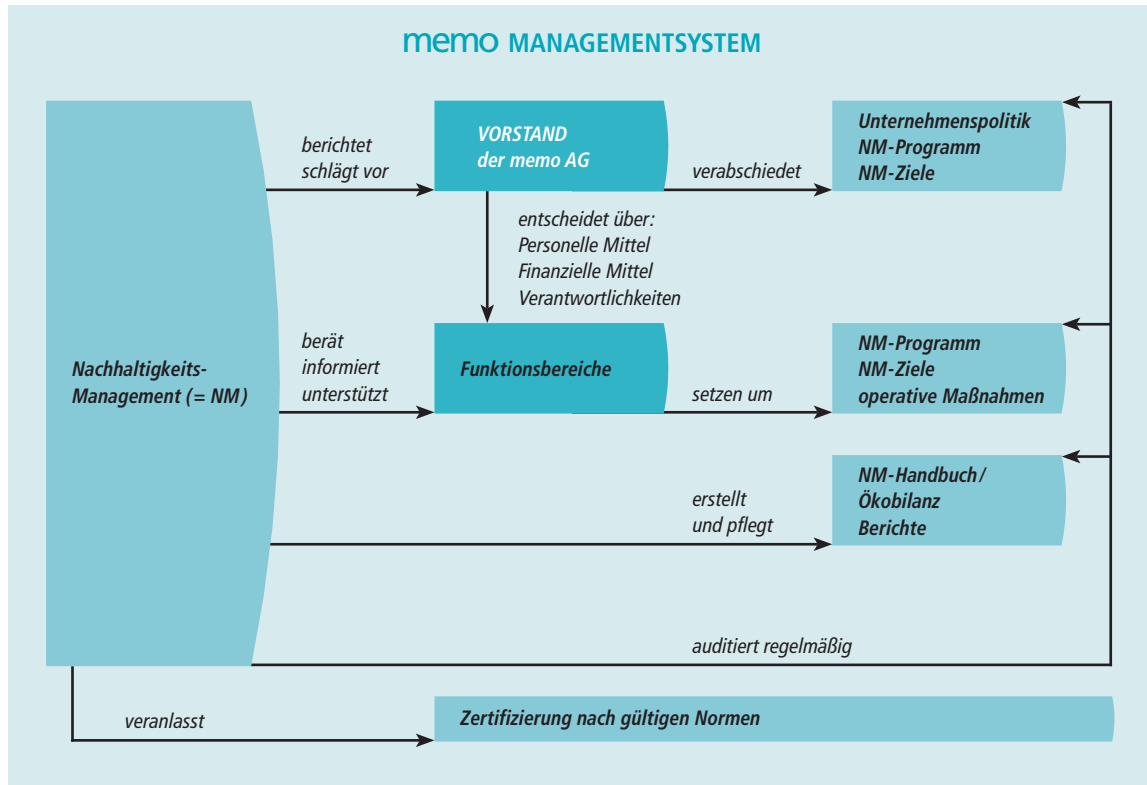 memo MANAGEMENTSYSTEM
berichtet
schlägt vor
VORSTAND
der memo AG
verabschiedet
Unternehmenspolitik
NM-Programm
NM-Ziele
entscheidet über:
Personelle Mittel
Finanzielle Mittel
Verantwortlichkeiten
Nachhaltigkeits-
Management (= NM)
berät
informiert
unterstützt
Funktionsbereiche
setzen um
NM-Programm
NM-Ziele
operative Maßnahmen
erstellt
und pflegt
NM-Handbuch/
Ökobilanz
Berichte
auditiert regelmäßig
veranlasst
Zertifizierung nach gültigen Normen